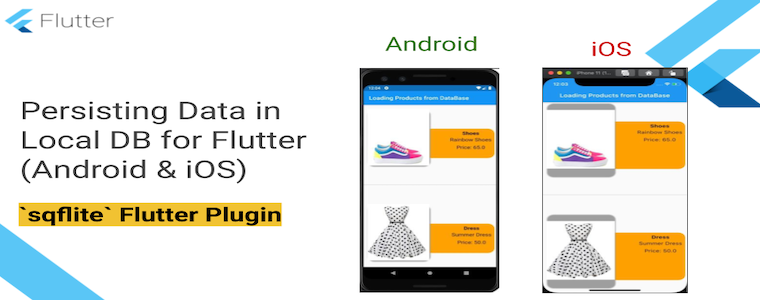 Flutter
Persisting Data in
Local DB for Flutter
(Android & iOS)
`sqflite` Flutter Plugin
Android
12:04
Loading Products from DataBase
Shoes
Rainbow Shoes
Price: 65.0
Dress
Summer Dress
Price: 50.0
iOS
Loading Products from DataBase
Shoes
Rainbow Shoes
Price: 65.0
Dress
Summer Dress
Price: 50.0